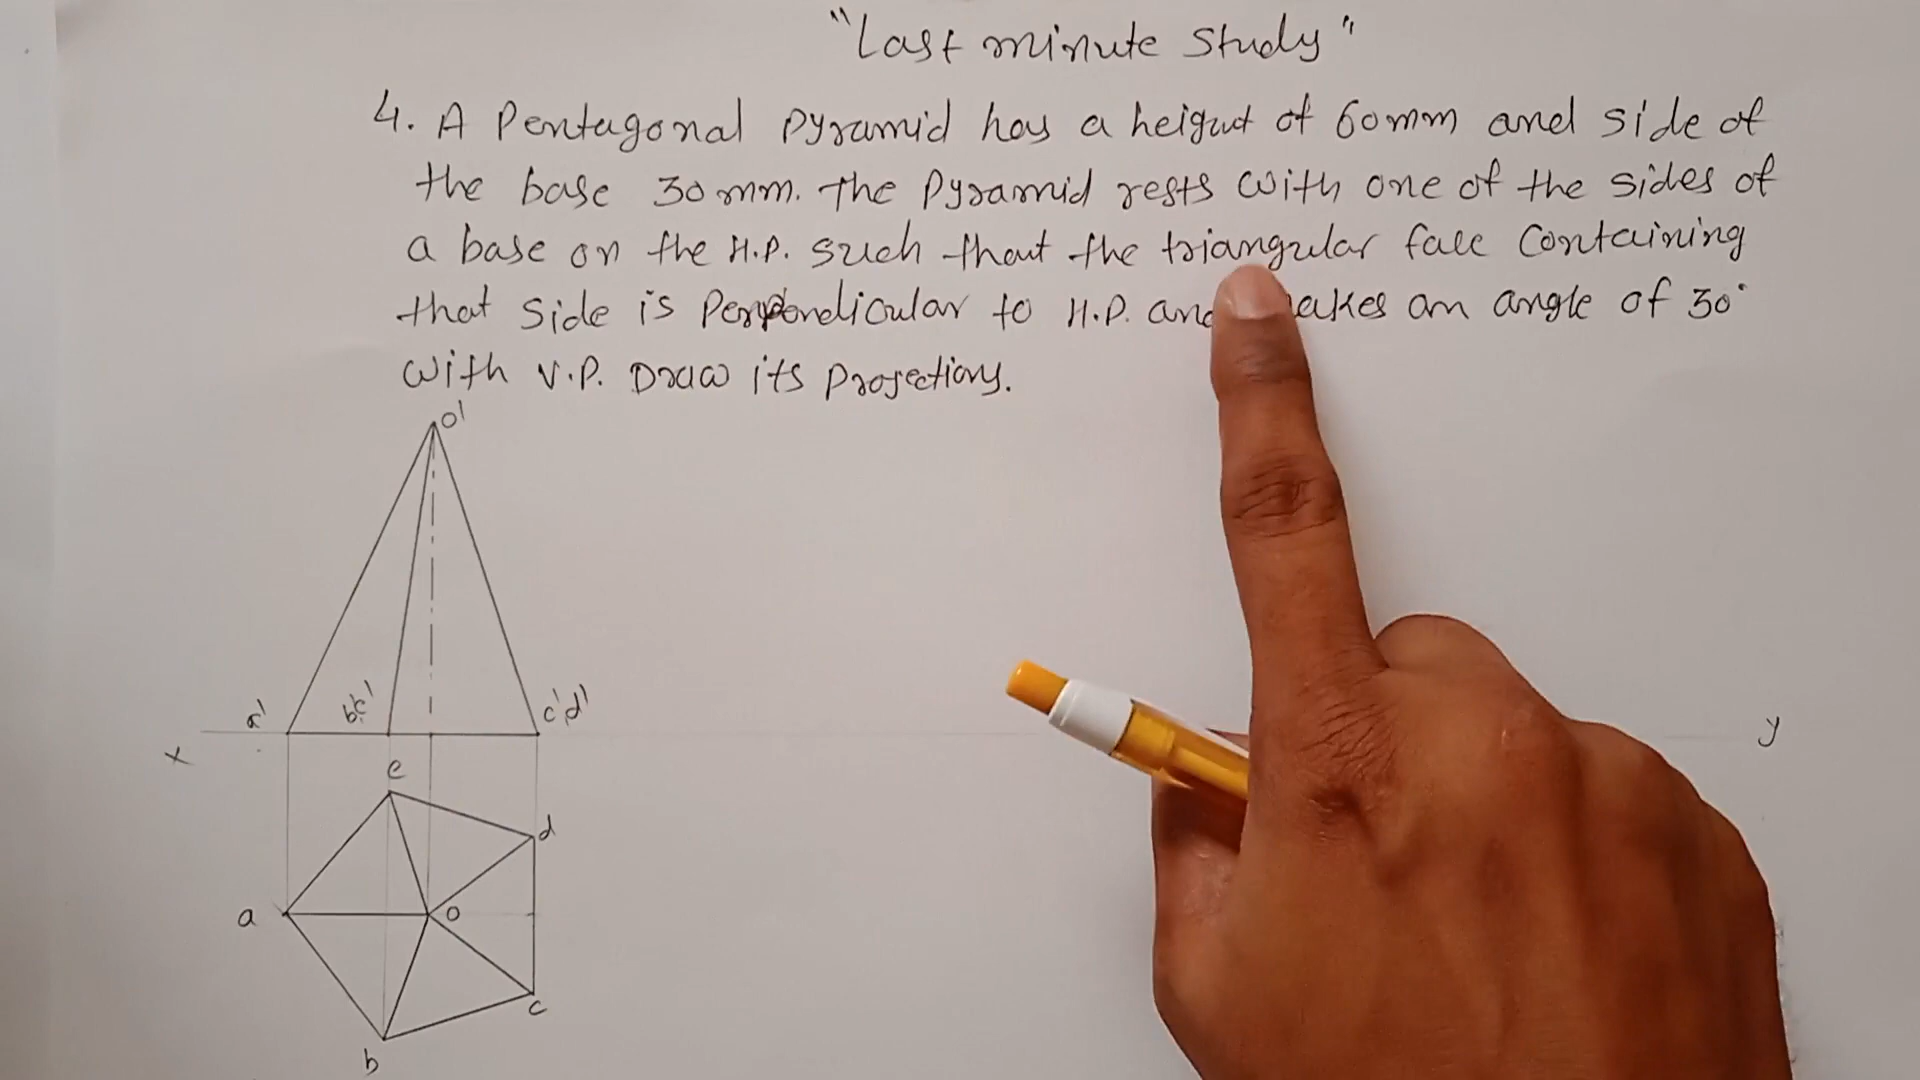 "Last minute study"
4. A Pentagonal pyramid has a height of 60mm and side of
the base 30mm. The Pyramid rests with one of the sides of
a base on the H.P. such that the triangular face containing
that side is Perpendicular to H.P. and akes an angle of 30°
with V.P. Draw its projections.
o'
a' b'c' c'd'
x y
e
d
a o
c
b